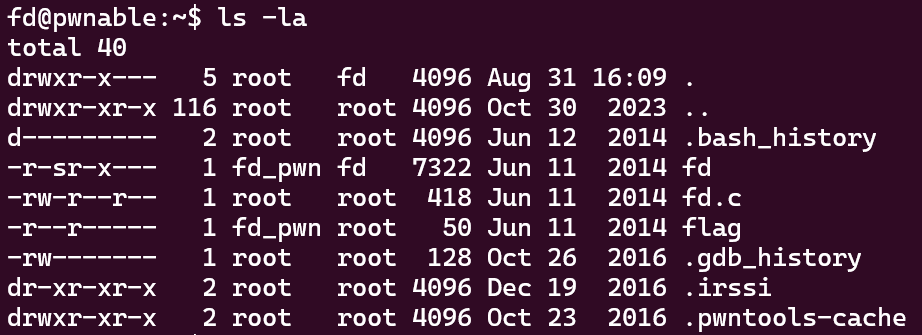 fd@pwnable:~$ ls -la
total 40
drwxr-x---   5 root   fd   4096 Aug 31 16:09 .
drwxr-xr-x 116 root   root 4096 Oct 30  2023 ..
d---------   2 root   root 4096 Jun 12  2014 .bash_history
-r-sr-x---   1 fd_pwn fd   7322 Jun 11  2014 fd
-rw-r--r--   1 root   root  418 Jun 11  2014 fd.c
-r--r-----   1 fd_pwn root   50 Jun 11  2014 flag
-rw-------   1 root   root  128 Oct 26  2016 .gdb_history
dr-xr-xr-x   2 root   root 4096 Dec 19  2016 .irssi
drwxr-xr-x   2 root   root 4096 Oct 23  2016 .pwntools-cache